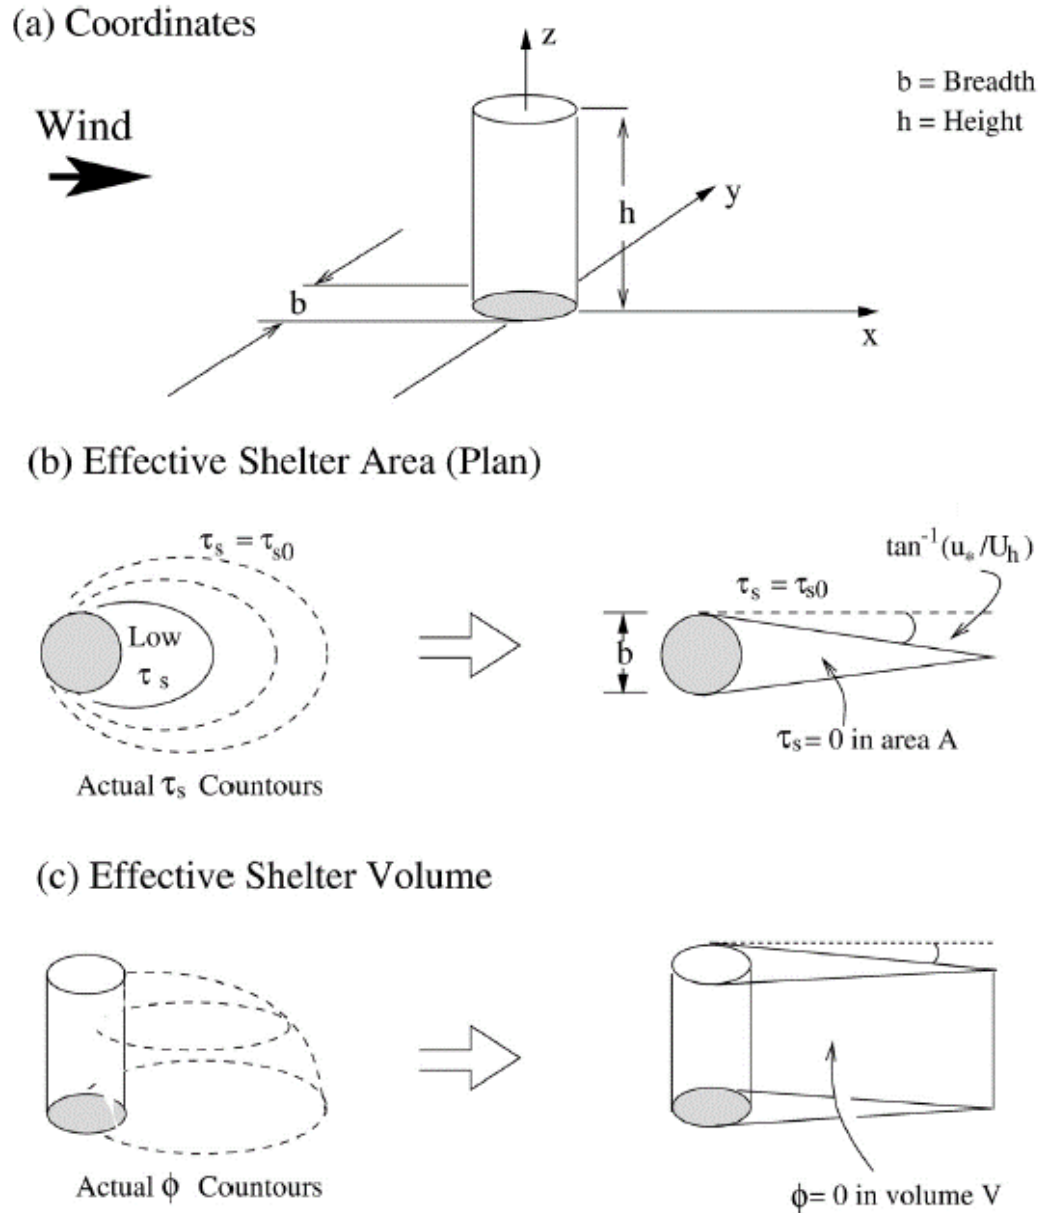 (a) Coordinates
z
b = Breadth
h = Height
Wind
y
h
b
x
(b) Effective Shelter Area (Plan)
τs = τs0
tan⁻¹(u*/Uh)
τs = τs0
Low
τs
b
τs = 0 in area A
Actual τs Countours
(c) Effective Shelter Volume
Actual ϕ Countours
ϕ = 0 in volume V